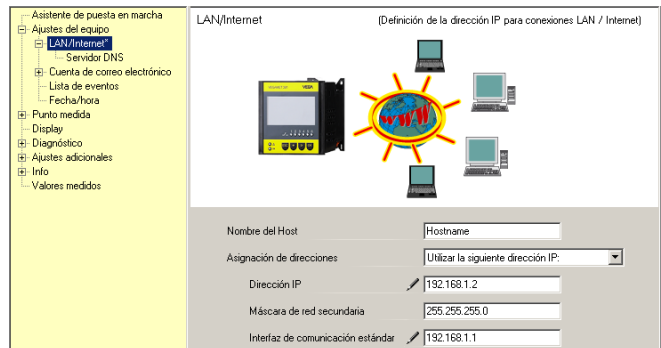 Asistente de puesta en marcha
Ajustes del equipo
LAN/Internet*
Servidor DNS
Cuenta de correo electrónico
Lista de eventos
Fecha/hora
Punto medida
Display
Diagnóstico
Ajustes adicionales
Info
Valores medidos
LAN/Internet (Definición de la dirección IP para conexiones LAN / Internet)
VEGA
WWW
Nombre del Host Hostname
Asignación de direcciones Utilizar la siguiente dirección IP:
Dirección IP 192.168.1.2
Máscara de red secundaria 255.255.255.0
Interfaz de comunicación estándar 192.168.1.1